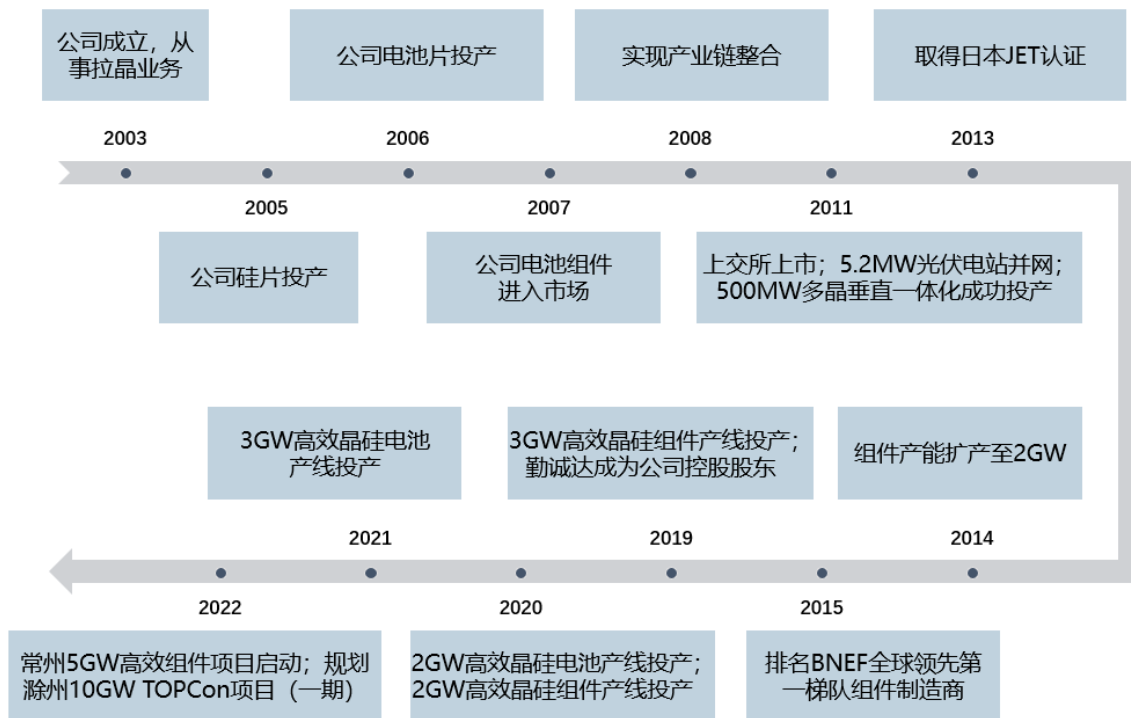 公司成立，从
事拉晶业务
公司电池片投产
实现产业链整合
取得日本JET认证
2003
2006
2008
2013
2005
2007
2011
公司硅片投产
公司电池组件
进入市场
上交所上市；5.2MW光伏电站并网；
500MW多晶垂直一体化成功投产
3GW高效晶硅电池
产线投产
3GW高效晶硅组件产线投产；
勤诚达成为公司控股股东
组件产能扩产至2GW
2021
2019
2014
2022
2020
2015
常州5GW高效组件项目启动；规划
滁州10GW TOPCon项目（一期）
2GW高效晶硅电池产线投产；
2GW高效晶硅组件产线投产
排名BNEF全球领先第
一梯队组件制造商